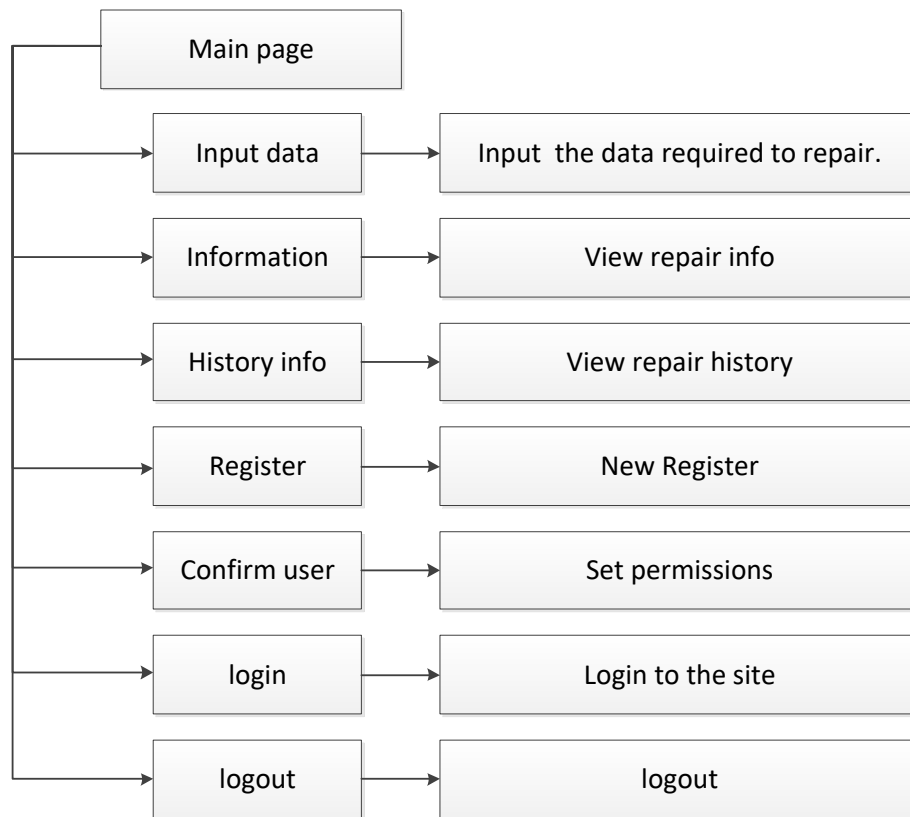 Main page
Input data
Input  the data required to repair.
Information
View repair info
History info
View repair history
Register
New Register
Confirm user
Set permissions
login
Login to the site
logout
logout